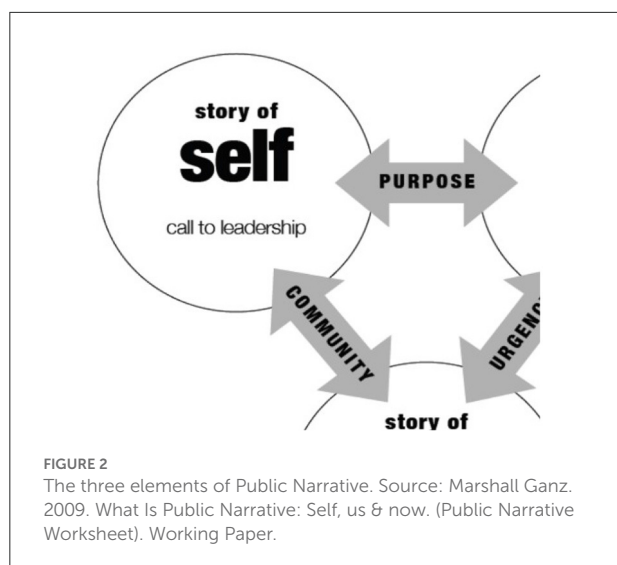 story of
self
call to leadership
PURPOSE
COMMUNITY
story of
FIGURE 2
The three elements of Public Narrative. Source: Marshall Ganz.
2009. What Is Public Narrative: Self, us & now. (Public Narrative
Worksheet). Working Paper.